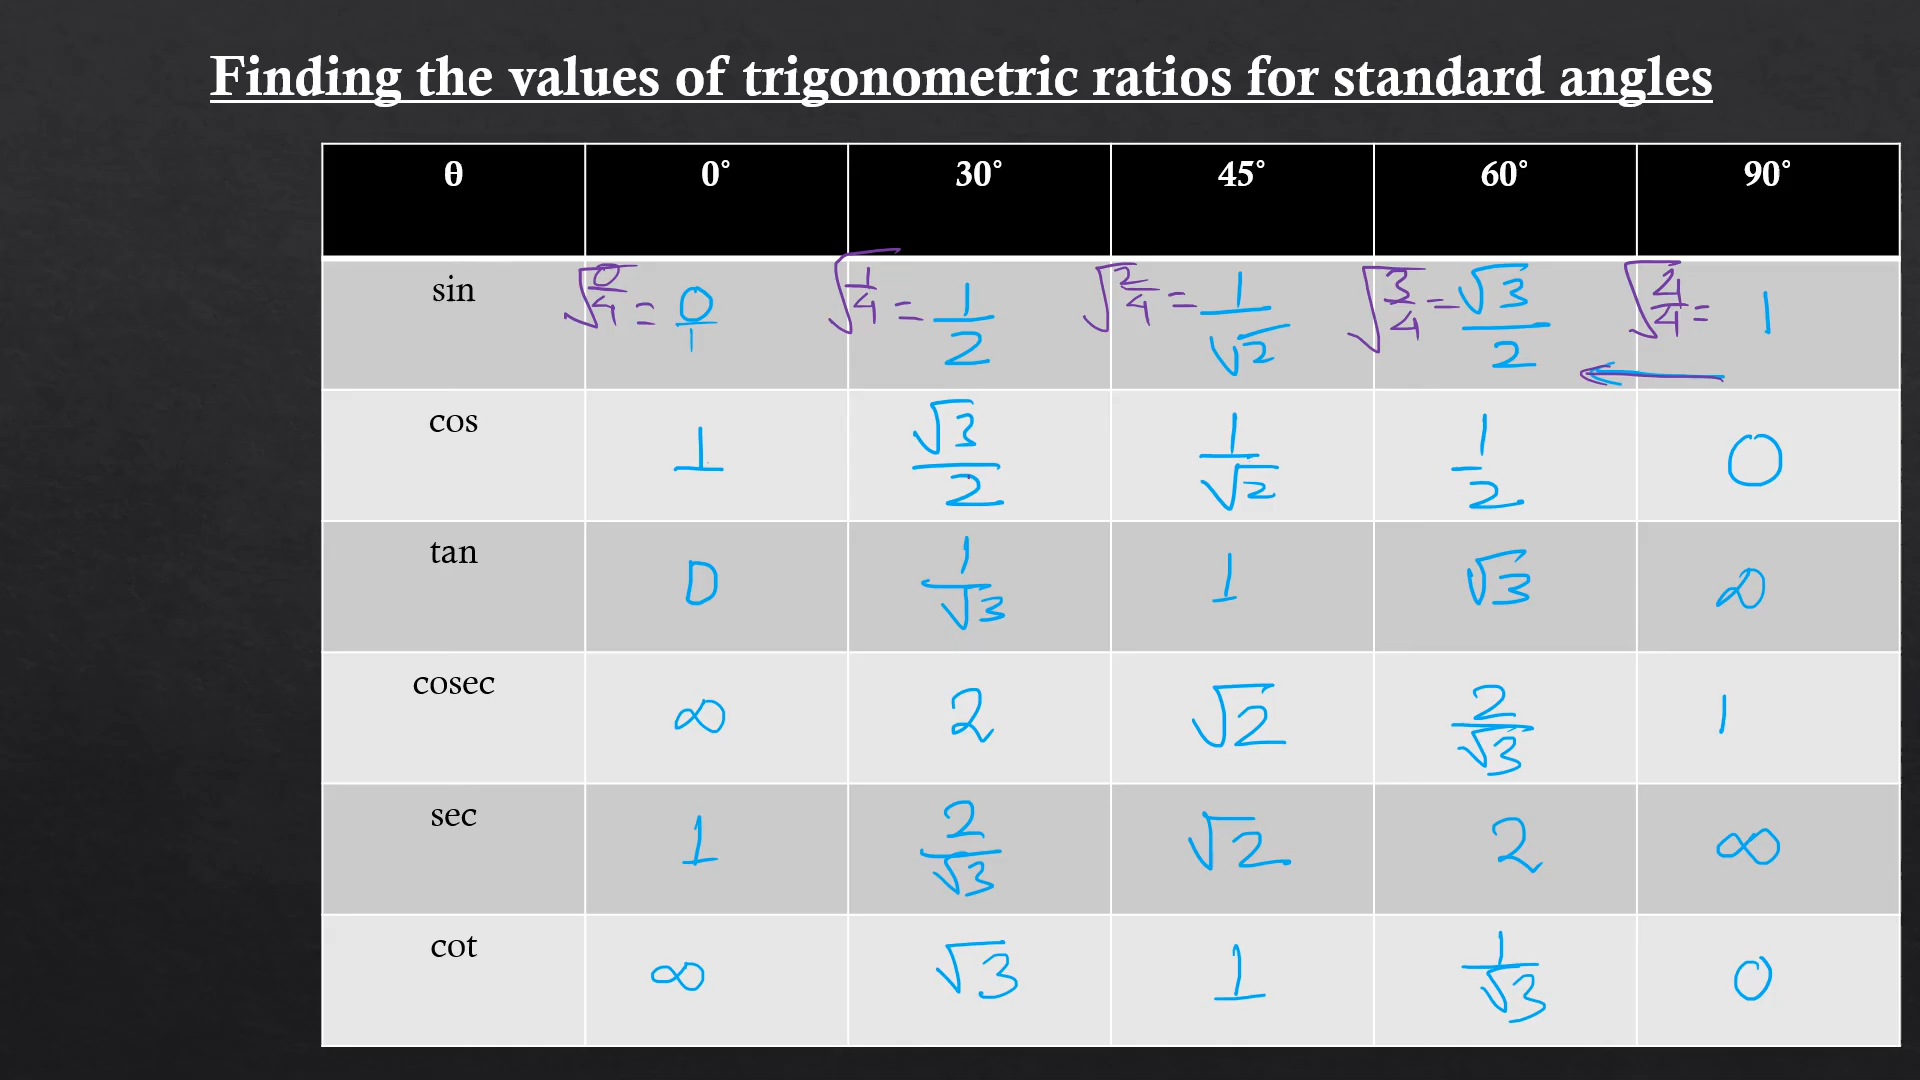 Finding the values of trigonometric ratios for standard angles
θ 0° 30° 45° 60° 90°
sin √(0/4) = 0/1 √(1/4) = 1/2 √(2/4) = 1/√2 √(3/4) = √3/2 √(4/4) = 1
cos 1 √3/2 1/√2 1/2 0
tan 0 1/√3 1 √3 ∞
cosec ∞ 2 √2 2/√3 1
sec 1 2/√3 √2 2 ∞
cot ∞ √3 1 1/√3 0